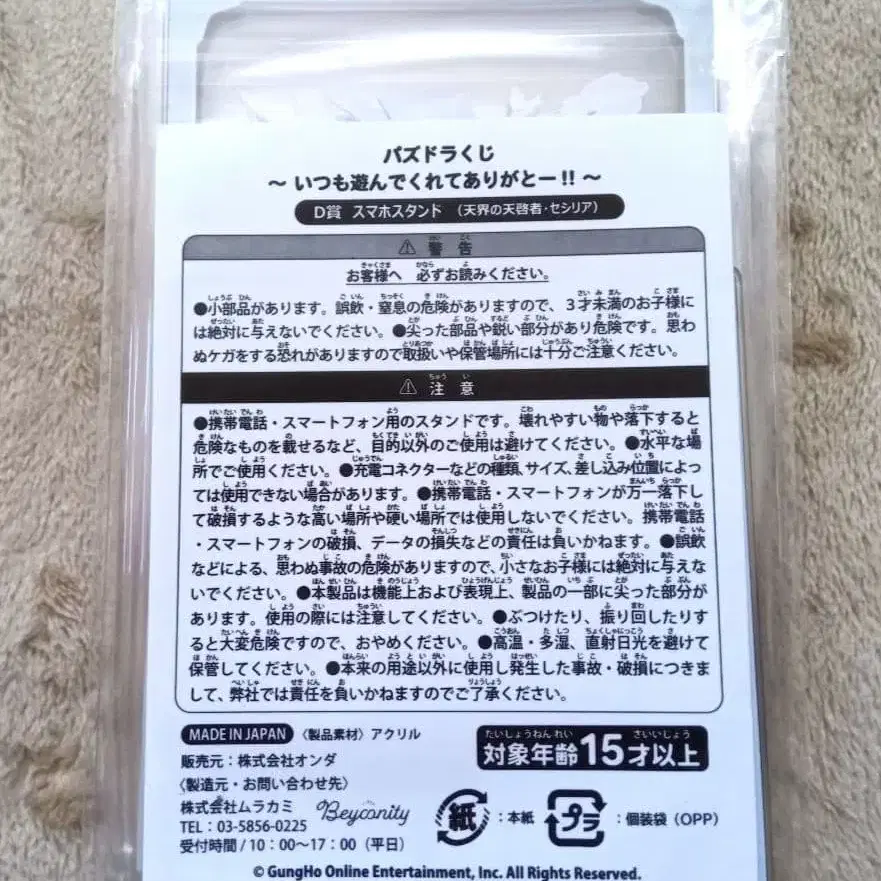 パズドラくじ
～ いつも遊んでくれてありがとー!! ～
D賞 スマホスタンド （天界の天啓者・セシリア）
⚠ 警告
お客様へ 必ずお読みください。
●小部品があります。誤飲・窒息の危険がありますので、3才未満のお子様に
は絶対に与えないでください。●尖った部品や鋭い部分があり危険です。思わ
ぬケガをする恐れがありますので取扱いや保管場所には十分ご注意ください。
⚠ 注意
●携帯電話・スマートフォン用のスタンドです。壊れやすい物や落下すると
危険なものを載せるなど、目的以外のご使用は避けてください。●水平な場
所でご使用ください。●充電コネクターなどの種類、サイズ、差し込み位置によっ
ては使用できない場合があります。●携帯電話・スマートフォンが万一落下し
て破損するような高い場所や硬い場所では使用しないでください。携帯電話
・スマートフォンの破損、データの損失などの責任は負いかねます。●誤飲
などによる、思わぬ事故の危険がありますので、小さなお子様には絶対に与えな
いでください。●本製品は機能上および表現上、製品の一部に尖った部分が
あります。使用の際には注意してください。●ぶつけたり、振り回したりす
ると大変危険ですので、おやめください。●高温・多湿、直射日光を避けて
保管してください。●本来の用途以外に使用し発生した事故・破損につきま
して、弊社では責任を負いかねますのでご了承ください。
MADE IN JAPAN 〈製品素材〉アクリル
対象年齢15才以上
販売元：株式会社オンダ
〈製造元・お問い合わせ先〉
株式会社ムラカミ Beyconity
TEL：03-5856-0225
受付時間 / 10：00～17：00（平日）
紙：本紙 プラ：個装袋（OPP）
© GungHo Online Entertainment, Inc. All Rights Reserved.